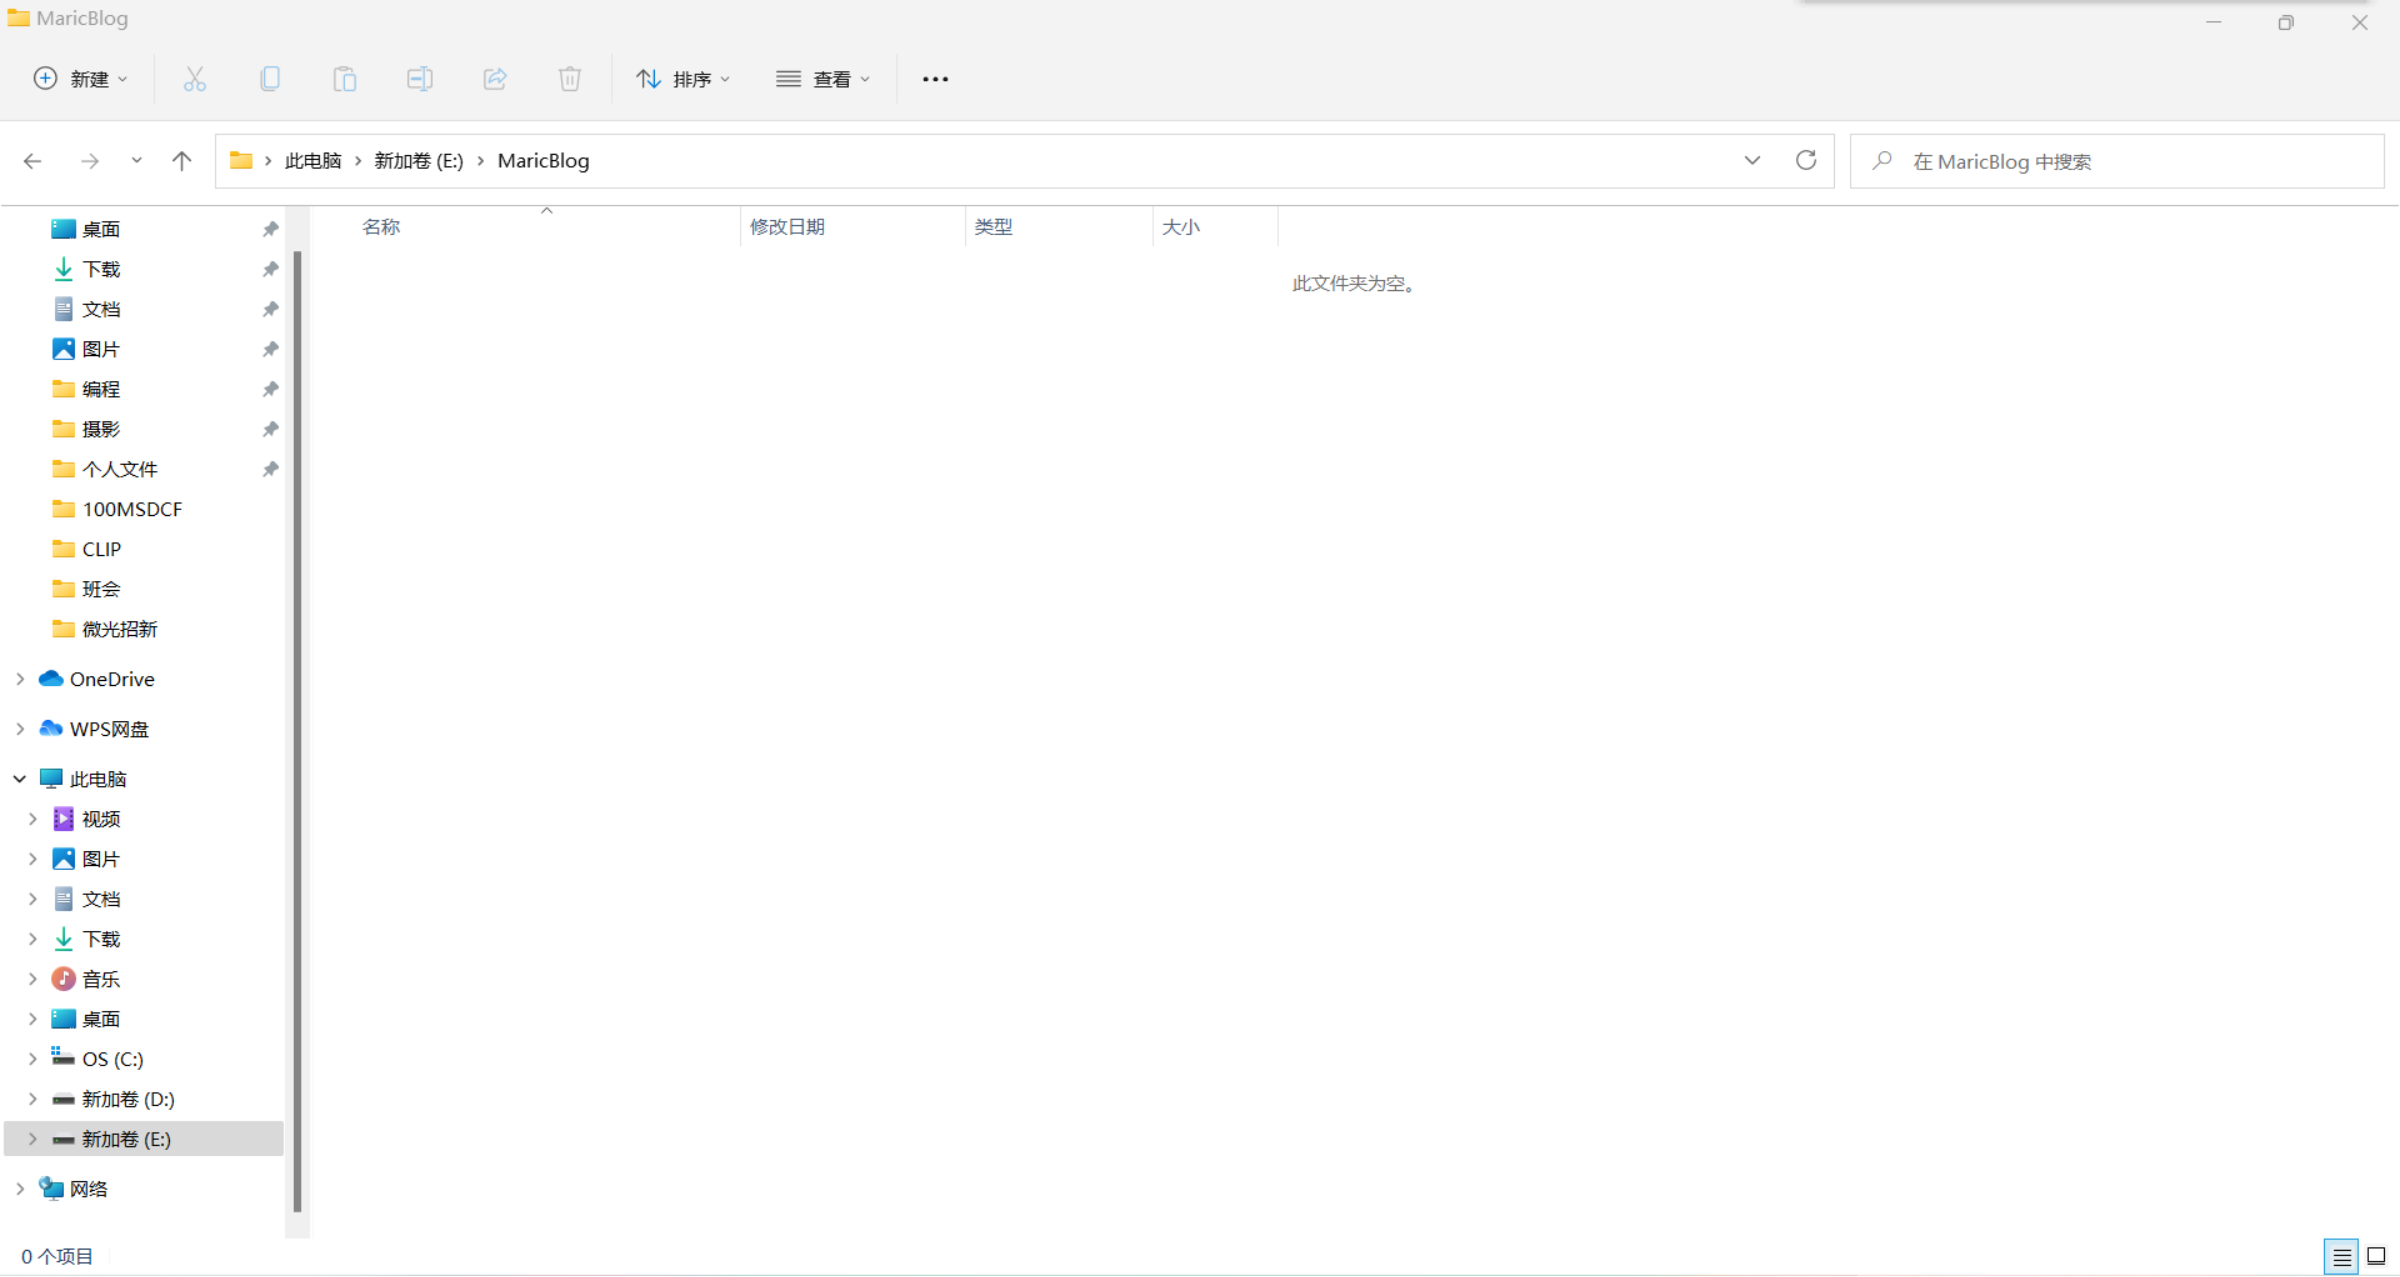 MaricBlog
新建
排序
查看
此电脑 > 新加卷 (E:) > MaricBlog
在 MaricBlog 中搜索
名称 修改日期 类型 大小
此文件夹为空。
桌面
下载
文档
图片
编程
摄影
个人文件
100MSDCF
CLIP
班会
微光招新
OneDrive
WPS网盘
此电脑
视频
图片
文档
下载
音乐
桌面
OS (C:)
新加卷 (D:)
新加卷 (E:)
网络
0 个项目